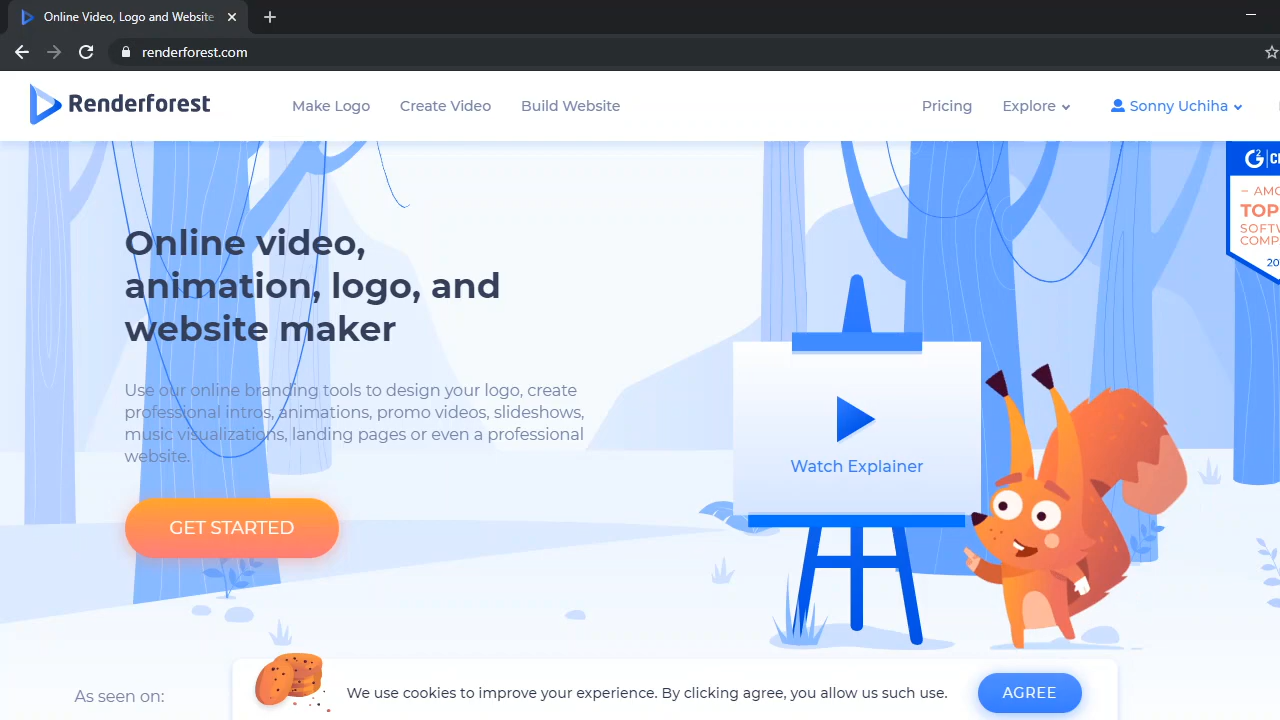 Online Video, Logo and Website
renderforest.com
Renderforest
Make Logo
Create Video
Build Website
Pricing
Explore
Sonny Uchiha
Online video,
animation, logo, and
website maker
Use our online branding tools to design your logo, create
professional intros, animations, promo videos, slideshows,
music visualizations, landing pages or even a professional
website.
GET STARTED
Watch Explainer
TOP
As seen on:
We use cookies to improve your experience. By clicking agree, you allow us such use.
AGREE